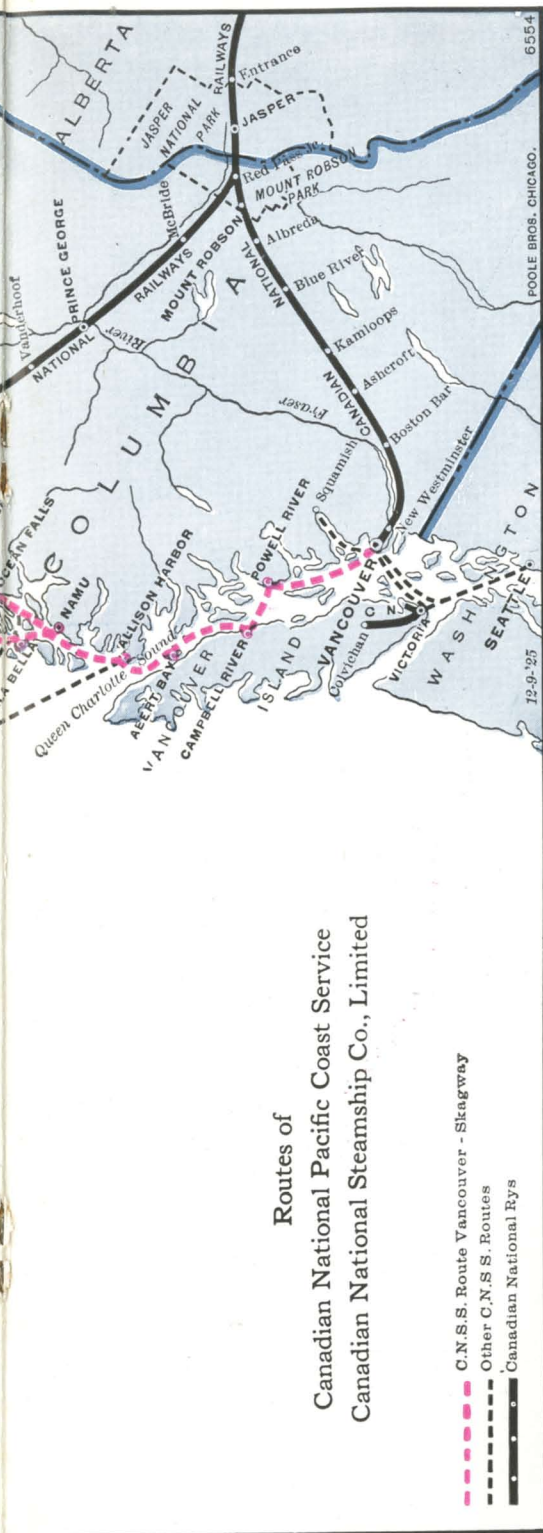 ALBERTA
JASPER
NATIONAL
PARK
RAILWAYS
Entrance
JASPER
Red Pass Jc.
MOUNT ROBSON
PARK
McBride
RAILWAYS
MOUNT ROBSON
Albreda
NATIONAL
Blue River
Vanderhoof
PRINCE GEORGE
NATIONAL
River
Kamloops
Ashcroft
CANADIAN
Fraser
Boston Bar
COLUMBIA
Squamish
New Westminster
OCEAN FALLS
NAMU
BELLA
ALLISON HARBOR
Queen Charlotte Sound
POWELL RIVER
ALERT BAY
CAMPBELL RIVER
VANCOUVER
ISLAND
VANCOUVER
C N
Cowichan
VICTORIA
WASH GTON
SEATTLE
12-9-'25
POOLE BROS. CHICAGO.
6554
Routes of
Canadian National Pacific Coast Service
Canadian National Steamship Co., Limited
C.N.S.S. Route Vancouver - Skagway
Other C.N.S S. Routes
Canadian National Rys